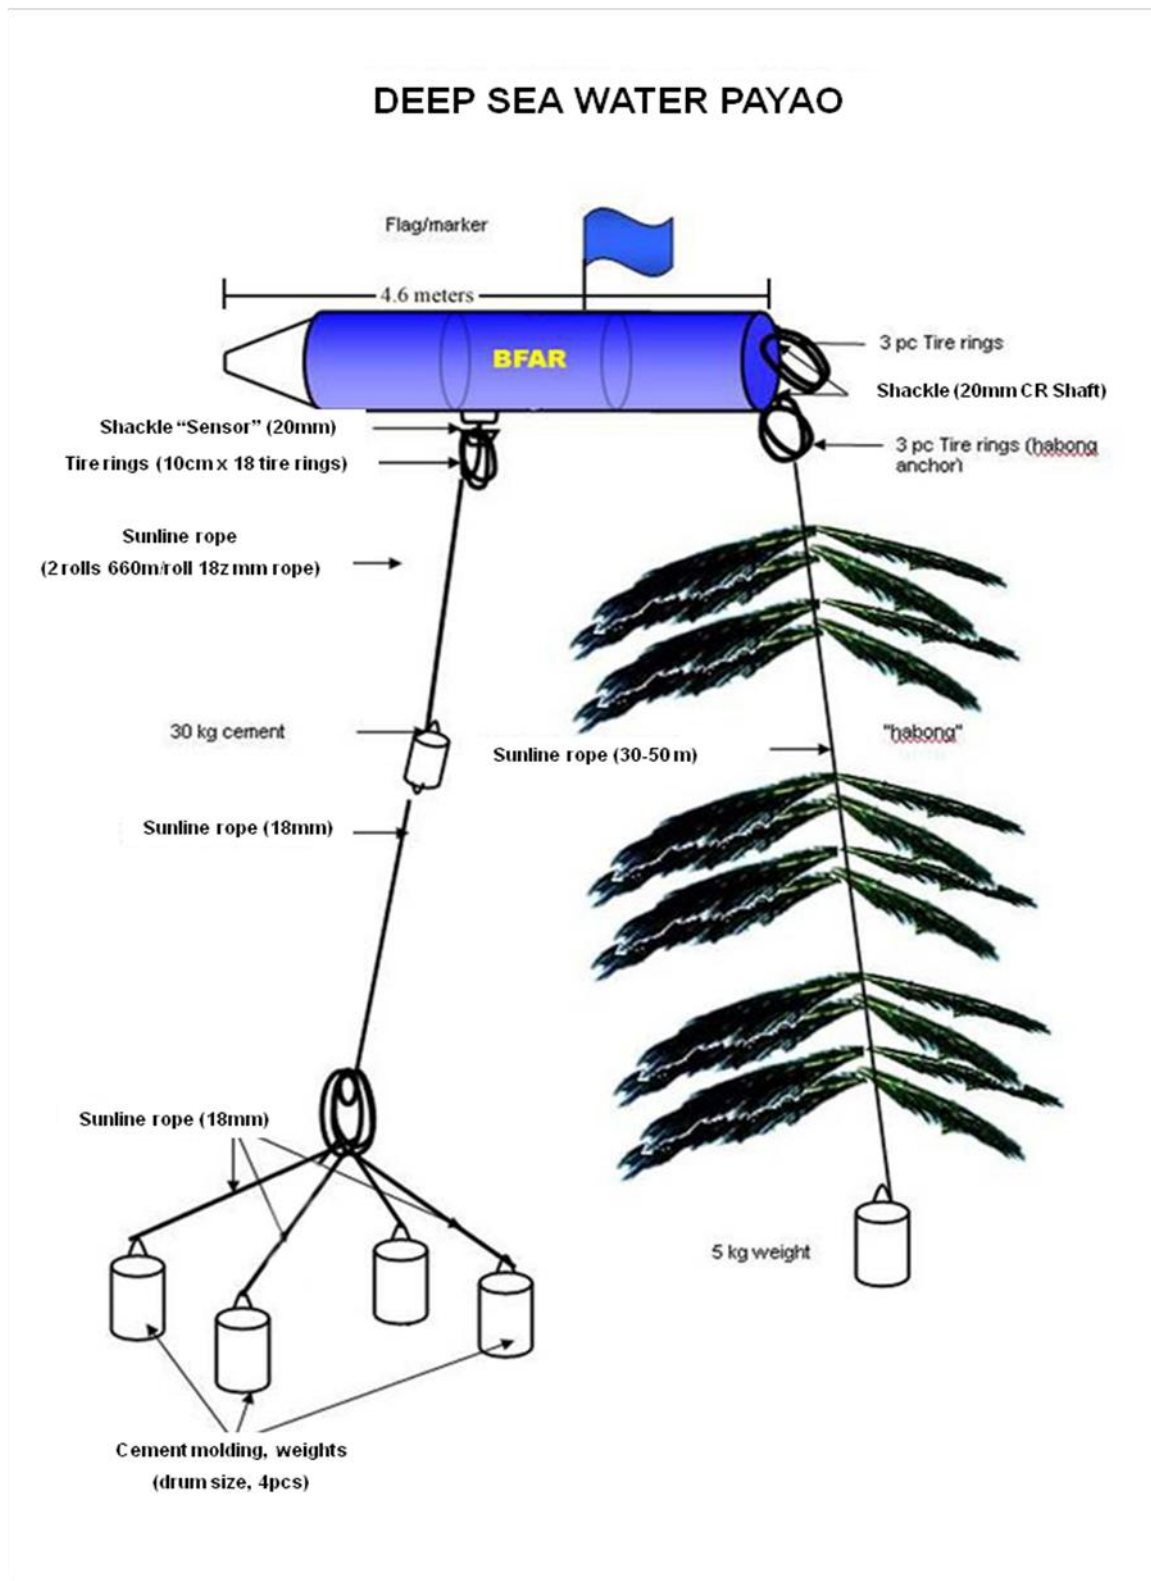 DEEP SEA WATER PAYAO
Flag/marker
4.6 meters
BFAR
3 pc Tire rings
Shackle (20mm CR Shaft)
Shackle “Sensor” (20mm)
Tire rings (10cm x 18 tire rings)
3 pc Tire rings (habong
anchor)
Sunline rope
(2 rolls 660m/roll 18z mm rope)
30 kg cement
Sunline rope (30-50 m)
"habong"
Sunline rope (18mm)
Sunline rope (18mm)
5 kg weight
Cement molding, weights
(drum size, 4pcs)